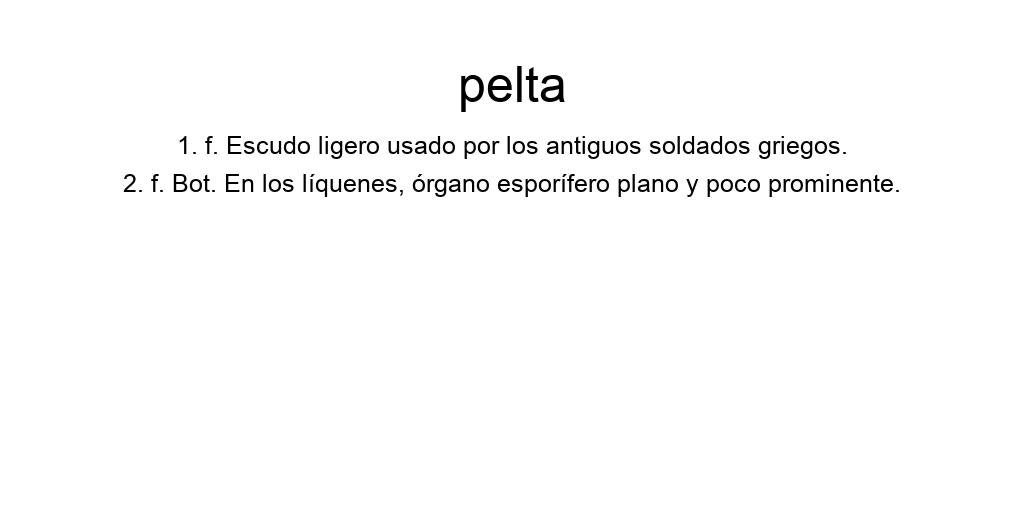 pelta
1. f. Escudo ligero usado por los antiguos soldados griegos.
2. f. Bot. En los líquenes, órgano esporífero plano y poco prominente.